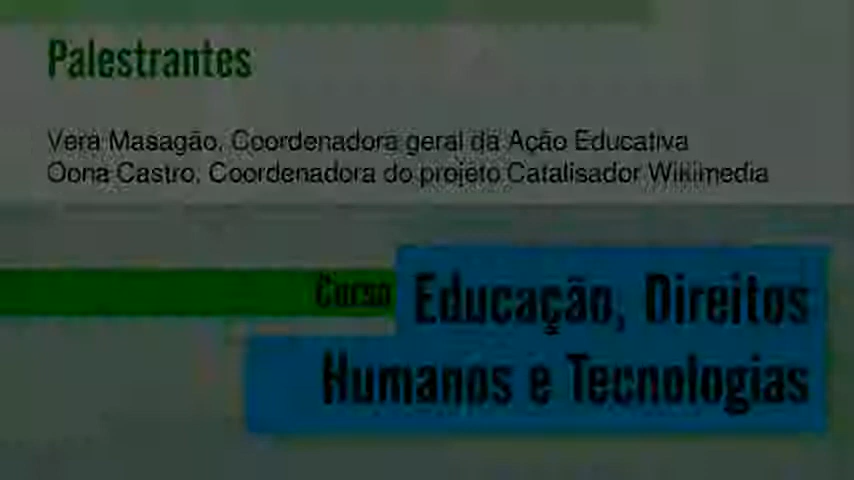 Palestrantes
Vera Masagão, Coordenadora geral da Ação Educativa
Oona Castro, Coordenadora do projeto Catalisador Wikimedia
Curso Educação, Direitos
Humanos e Tecnologias